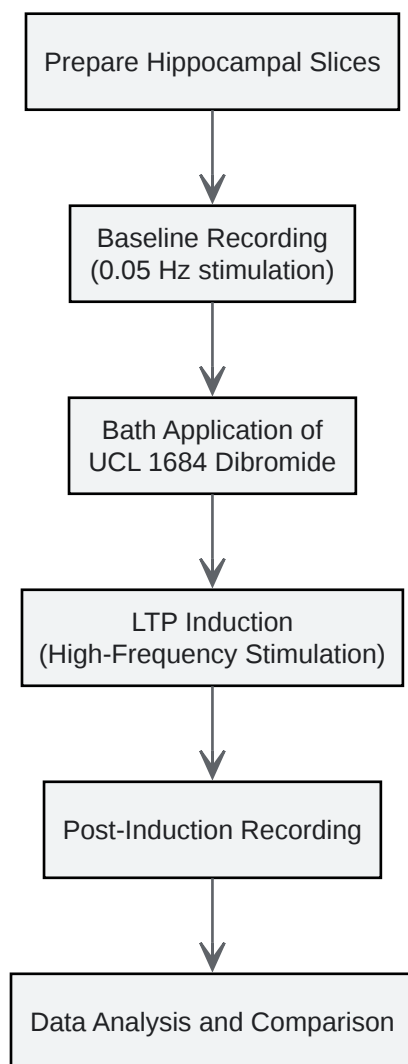 Prepare Hippocampal Slices
Baseline Recording
(0.05 Hz stimulation)
Bath Application of
UCL 1684 Dibromide
LTP Induction
(High-Frequency Stimulation)
Post-Induction Recording
Data Analysis and Comparison